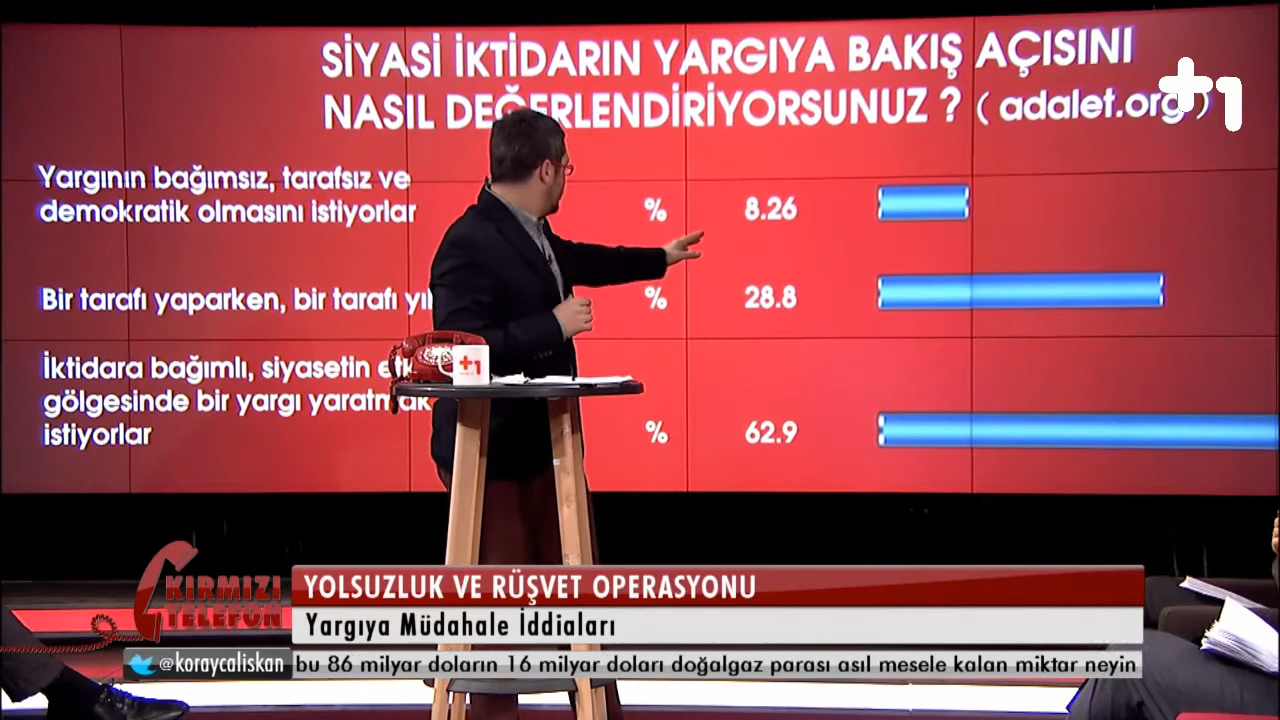 SİYASİ İKTİDARIN YARGIYA BAKIŞ AÇISINI
NASIL DEĞERLENDİRİYORSUNUZ ? ( adalet.org )
+1
Yargının bağımsız, tarafsız ve
demokratik olmasını istiyorlar
% 8.26
Bir tarafı yaparken, bir tarafı
% 28.8
İktidara bağımlı, siyasetin
gölgesinde bir yargı
istiyorlar
% 62.9
+1
KIRMIZI
TELEFON
YOLSUZLUK VE RÜŞVET OPERASYONU
Yargıya Müdahale İddiaları
@koraycaliskan
bu 86 milyar doların 16 milyar doları doğalgaz parası asıl mesele kalan miktar neyin